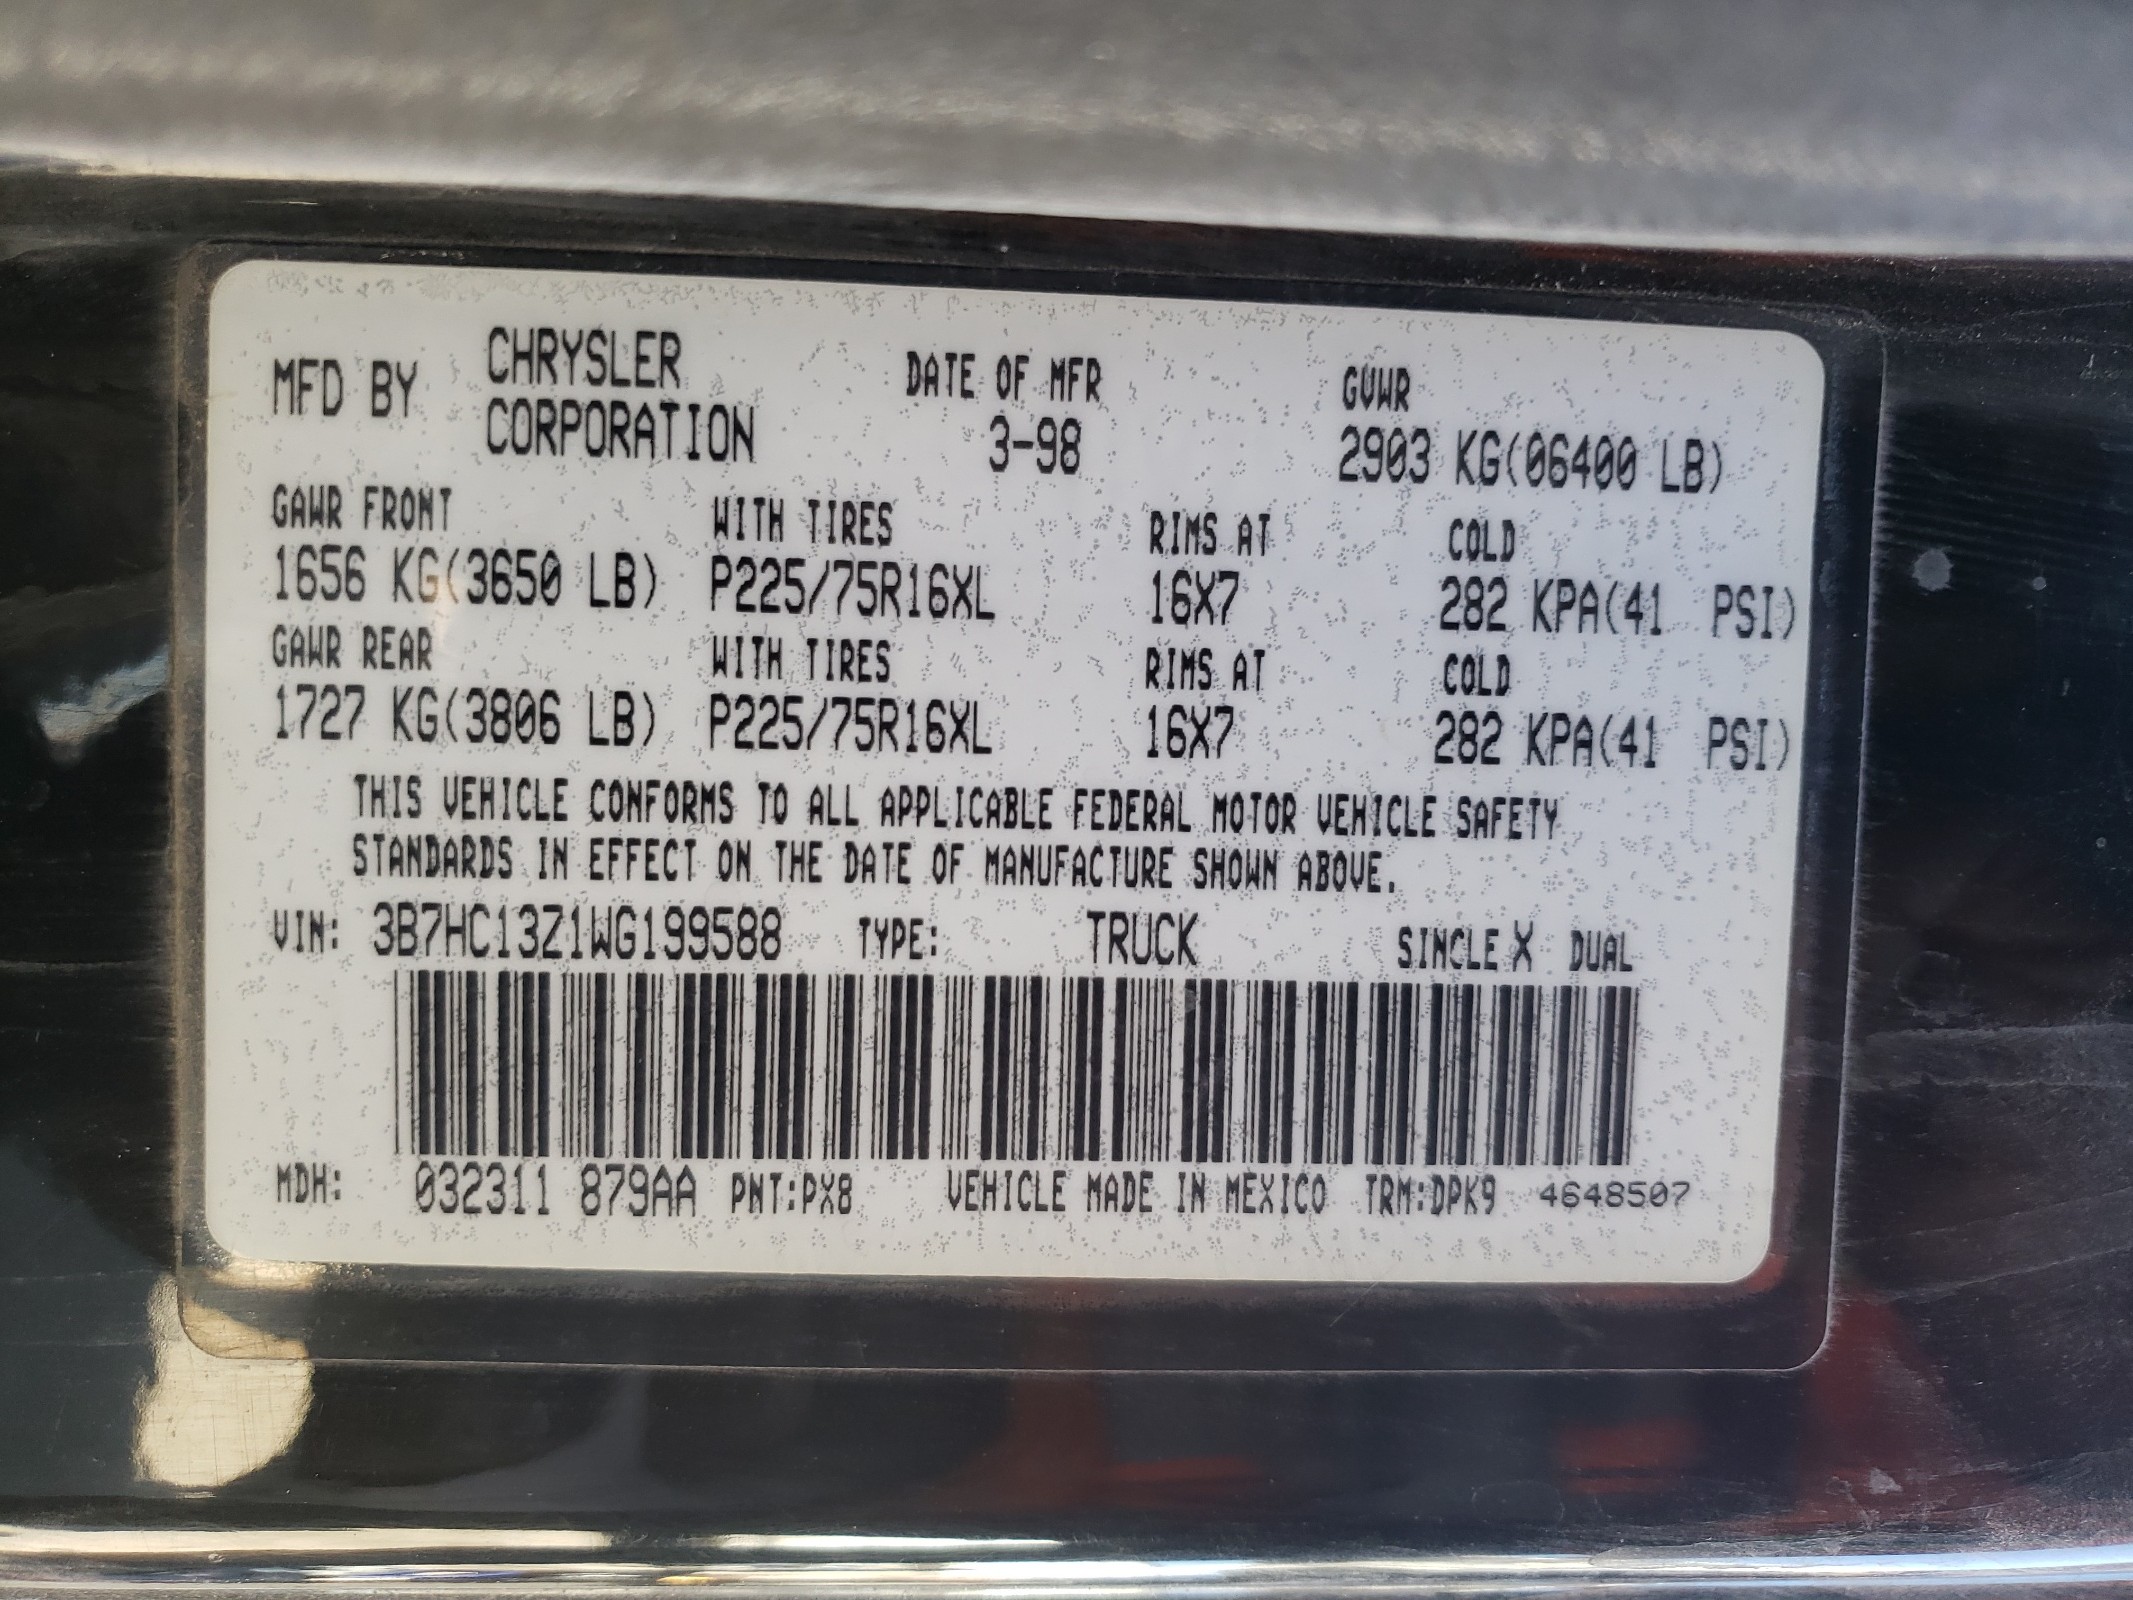 MFD BY CHRYSLER CORPORATION DATE OF MFR 3-98 GVWR 2903 KG(06400 LB)
GAWR FRONT WITH TIRES RIMS AT COLD
1656 KG(3650 LB) P225/75R16XL 16X7 282 KPA(41 PSI)
GAWR REAR WITH TIRES RIMS AT COLD
1727 KG(3806 LB) P225/75R16XL 16X7 282 KPA(41 PSI)
THIS VEHICLE CONFORMS TO ALL APPLICABLE FEDERAL MOTOR VEHICLE SAFETY
STANDARDS IN EFFECT ON THE DATE OF MANUFACTURE SHOWN ABOVE.
VIN: 3B7HC13Z1WG199588 TYPE: TRUCK SINGLE X DUAL
MDH: 032311 879AA PNT:PX8 VEHICLE MADE IN MEXICO TRM:DPK9 4648507